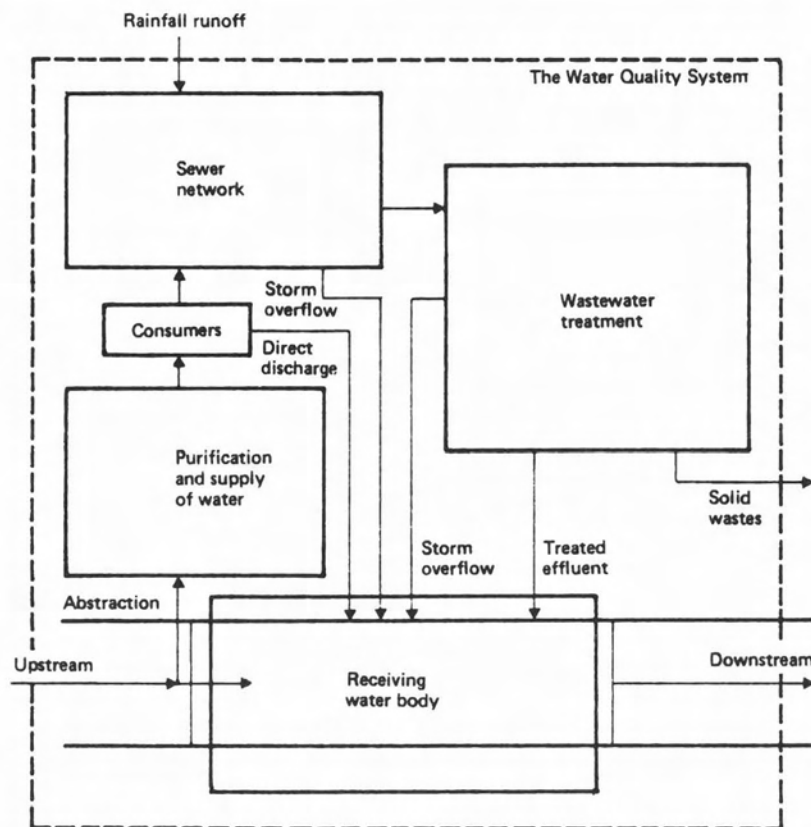 Rainfall runoff
The Water Quality System
Sewer
network
Storm
overflow
Wastewater
treatment
Consumers
Direct
discharge
Purification
and supply
of water
Solid
wastes
Storm
overflow
Treated
effluent
Abstraction
Upstream
Receiving
water body
Downstream